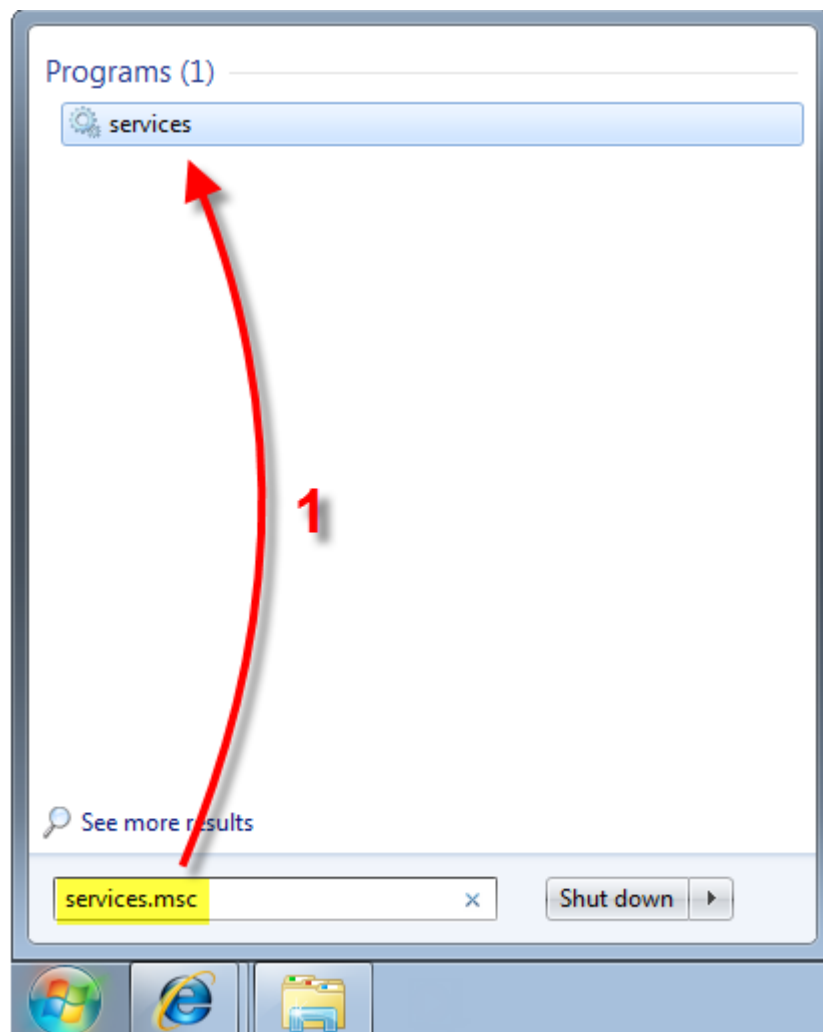 Programs (1)
services
1
See more results
services.msc
Shut down